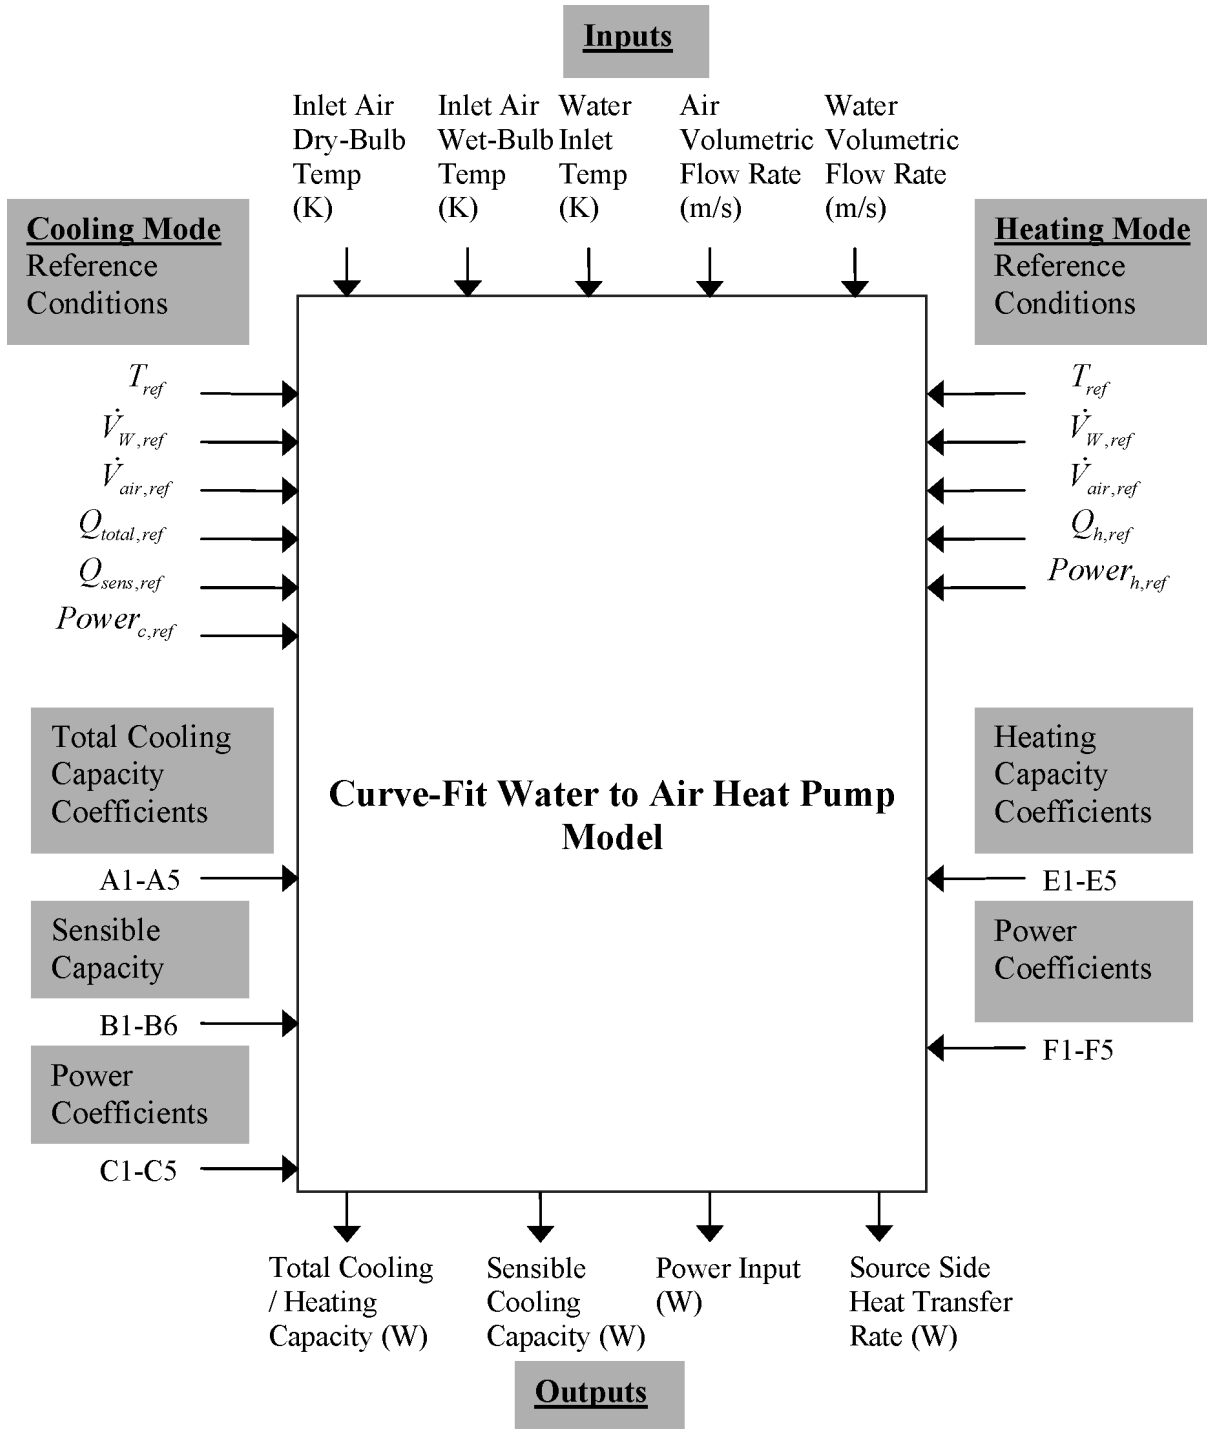 Inputs
Inlet Air
Dry-Bulb
Temp
(K)
Inlet Air
Wet-Bulb
Temp
(K)
Water
Inlet
Temp
(K)
Air
Volumetric
Flow Rate
(m/s)
Water
Volumetric
Flow Rate
(m/s)
Cooling Mode
Reference
Conditions
T_ref
V̇_W,ref
V̇_air,ref
Q_total,ref
Q_sens,ref
Power_c,ref
Total Cooling
Capacity
Coefficients
A1-A5
Sensible
Capacity
B1-B6
Power
Coefficients
C1-C5
Curve-Fit Water to Air Heat Pump
Model
Heating Mode
Reference
Conditions
T_ref
V̇_W,ref
V̇_air,ref
Q_h,ref
Power_h,ref
Heating
Capacity
Coefficients
E1-E5
Power
Coefficients
F1-F5
Total Cooling
/ Heating
Capacity (W)
Sensible
Cooling
Capacity (W)
Power Input
(W)
Source Side
Heat Transfer
Rate (W)
Outputs